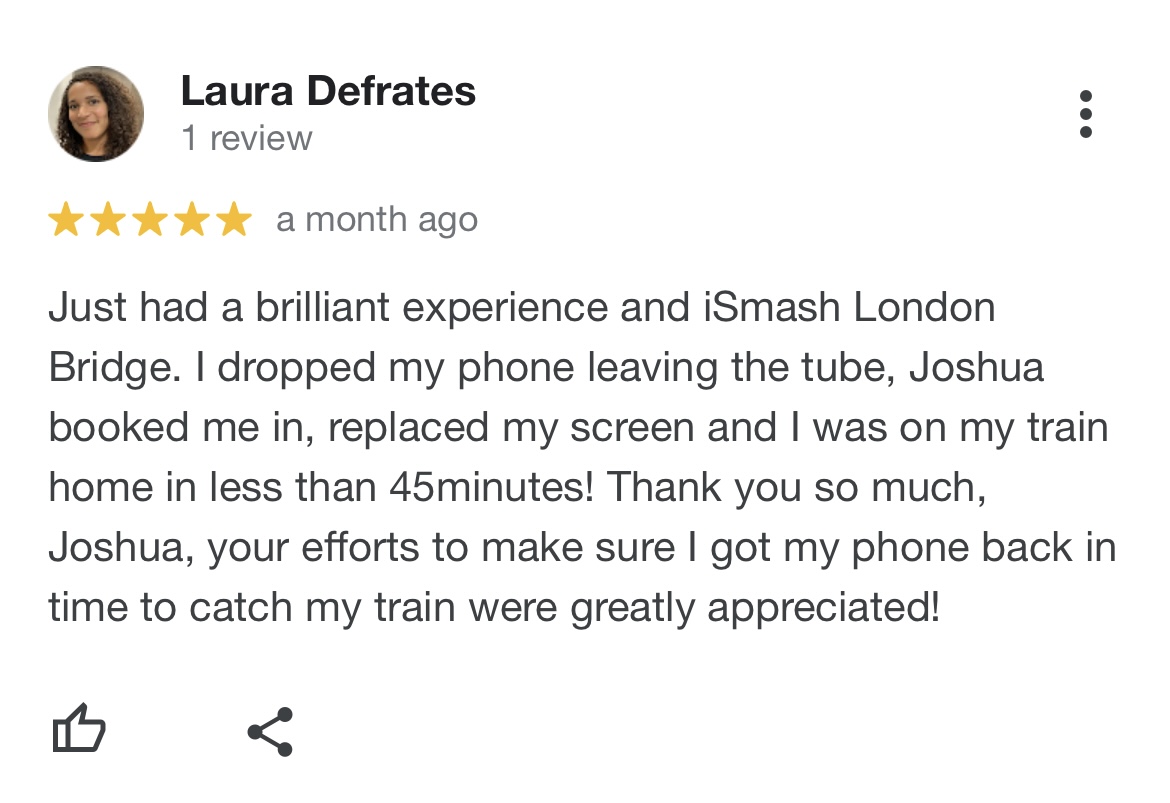 Laura Defrates
1 review
a month ago
Just had a brilliant experience and iSmash London
Bridge. I dropped my phone leaving the tube, Joshua
booked me in, replaced my screen and I was on my train
home in less than 45minutes! Thank you so much,
Joshua, your efforts to make sure I got my phone back in
time to catch my train were greatly appreciated!